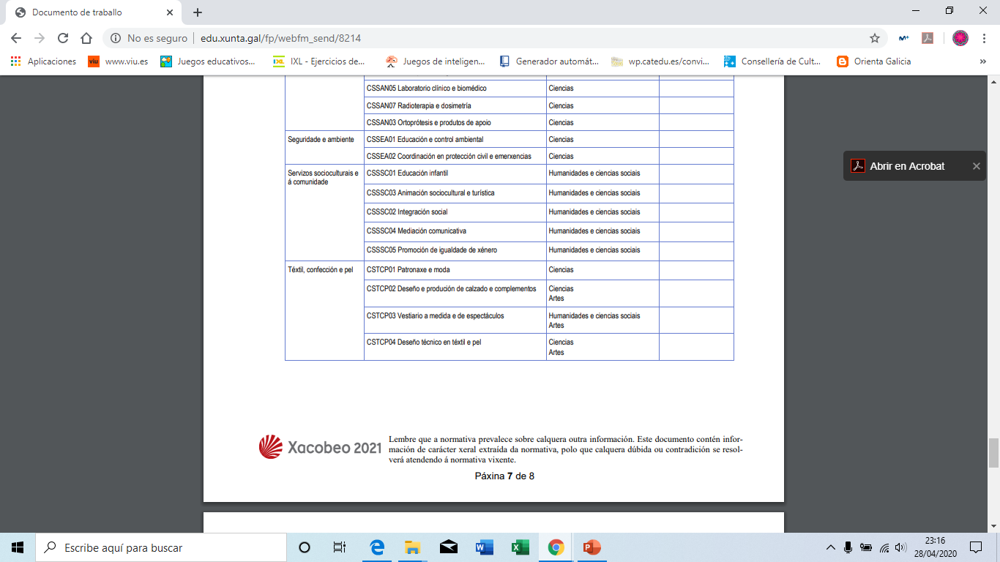 Documento de traballo
No es seguro
edu.xunta.gal/fp/webfm_send/8214
Aplicaciones
viu www.viu.es
Juegos educativos...
IXL - Ejercicios de...
Juegos de inteligen...
Generador automát...
wp.catedu.es/convi...
Consellería de Cult...
Orienta Galicia
»
CSSAN05 Laboratorio clínico e biomédico Ciencias
CSSAN07 Radioterapia e dosimetría Ciencias
CSSAN03 Ortoprótesis e produtos de apoio Ciencias
Seguridade e ambiente CSSEA01 Educación e control ambiental Ciencias
CSSEA02 Coordinación en protección civil e emerxencias Ciencias
Servizos socioculturais e
á comunidade
CSSSC01 Educación infantil Humanidades e ciencias sociais
CSSSC03 Animación sociocultural e turística Humanidades e ciencias sociais
CSSSC02 Integración social Humanidades e ciencias sociais
CSSSC04 Mediación comunicativa Humanidades e ciencias sociais
CSSSC05 Promoción de igualdade de xénero Humanidades e ciencias sociais
Téxtil, confección e pel CSTCP01 Patronaxe e moda Ciencias
CSTCP02 Deseño e produción de calzado e complementos Ciencias
Artes
CSTCP03 Vestiario a medida e de espectáculos Humanidades e ciencias sociais
Artes
CSTCP04 Deseño técnico en téxtil e pel Ciencias
Artes
Abrir en Acrobat
Xacobeo 2021
Lembre que a normativa prevalece sobre calquera outra información. Este documento contén infor-
mación de carácter xeral extraída da normativa, polo que calquera dúbida ou contradición se resol-
verá atendendo á normativa vixente.
Páxina 7 de 8
Escribe aquí para buscar
23:16
28/04/2020